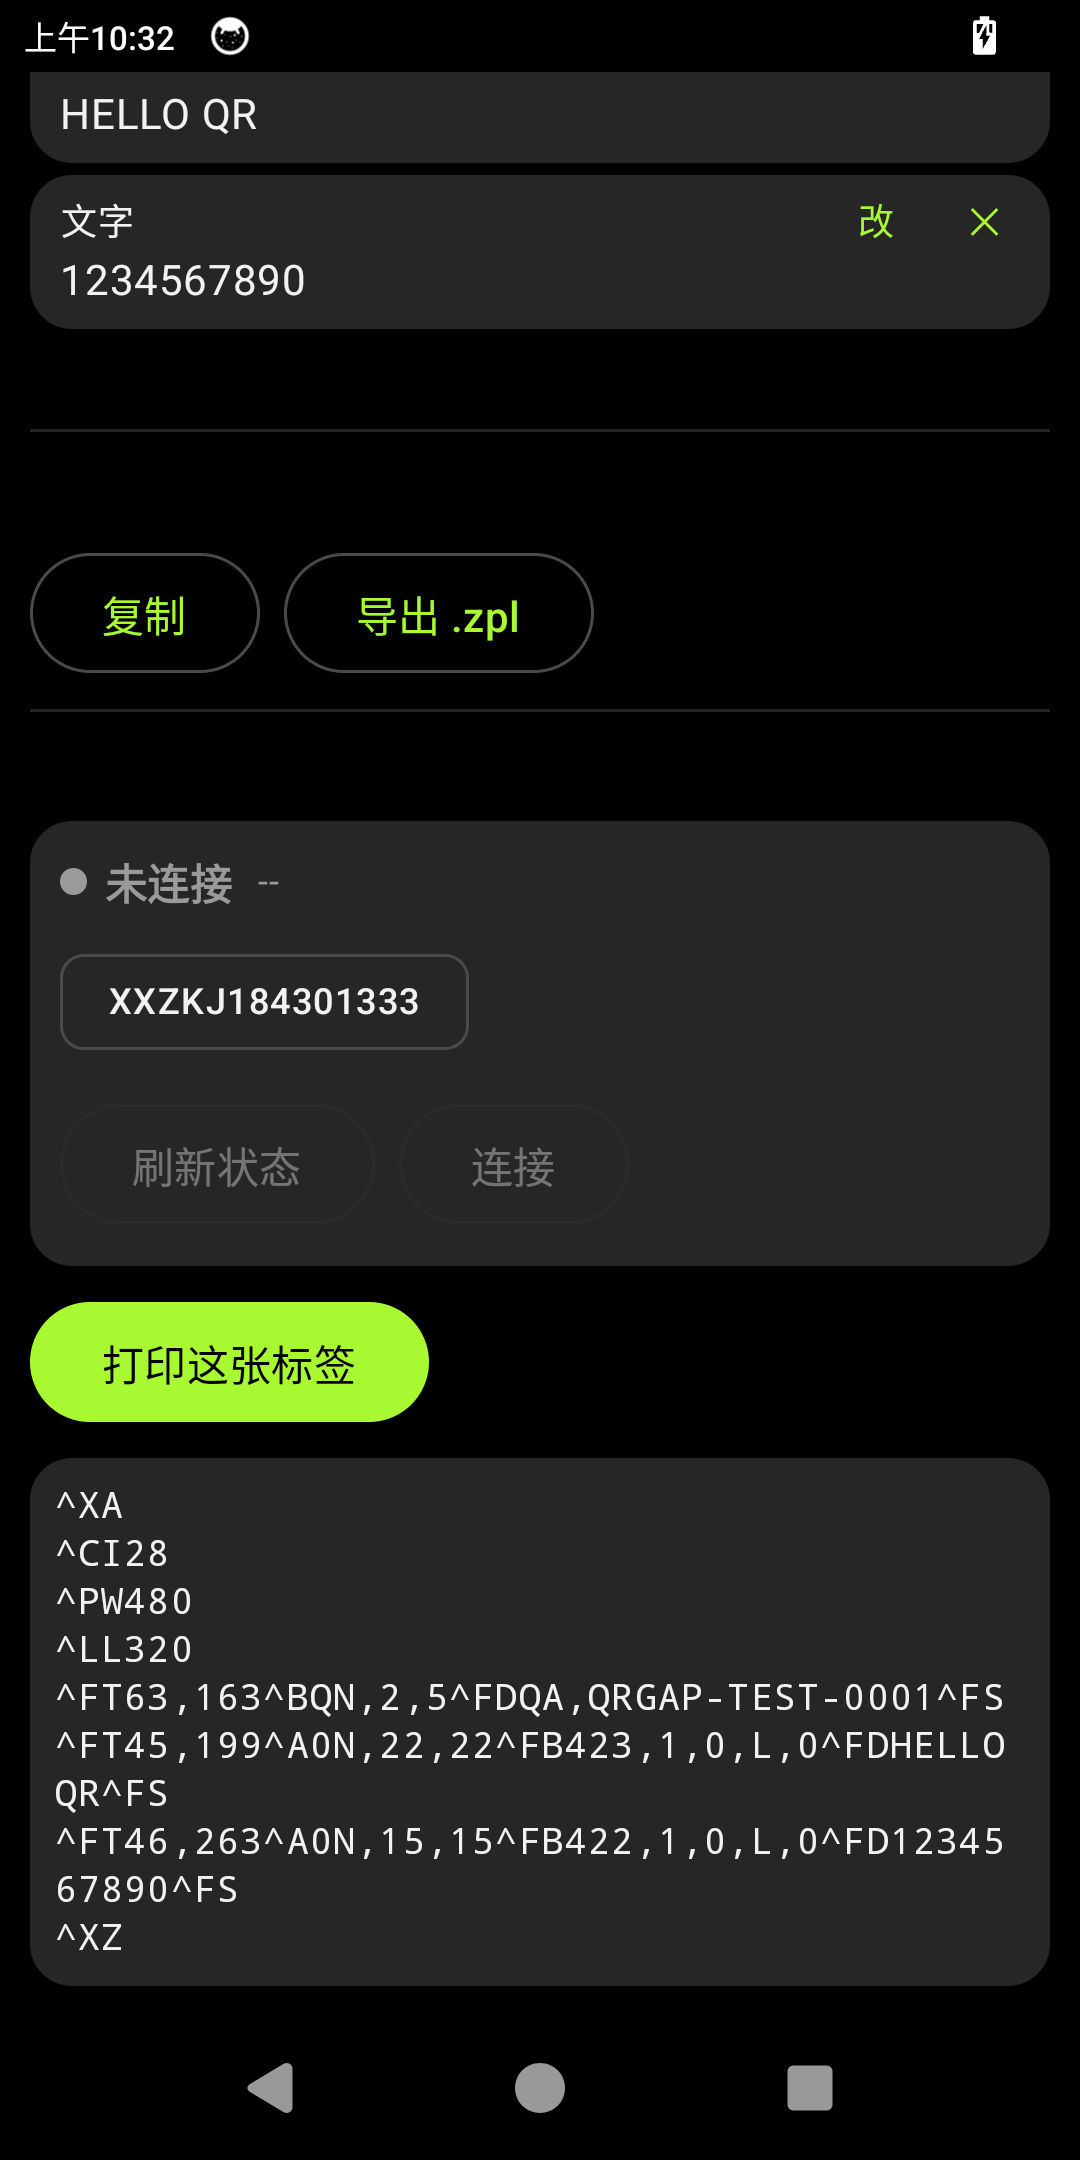 上午10:32
HELLO QR
文字 改 ×
1234567890
复制 导出 .zpl
未连接 --
XXZKJ184301333
刷新状态 连接
打印这张标签
^XA
^CI28
^PW480
^LL320
^FT63,163^BQN,2,5^FDQA,QRGAP-TEST-0001^FS
^FT45,199^A0N,22,22^FB423,1,0,L,0^FDHELLO
QR^FS
^FT46,263^A0N,15,15^FB422,1,0,L,0^FD12345
67890^FS
^XZ